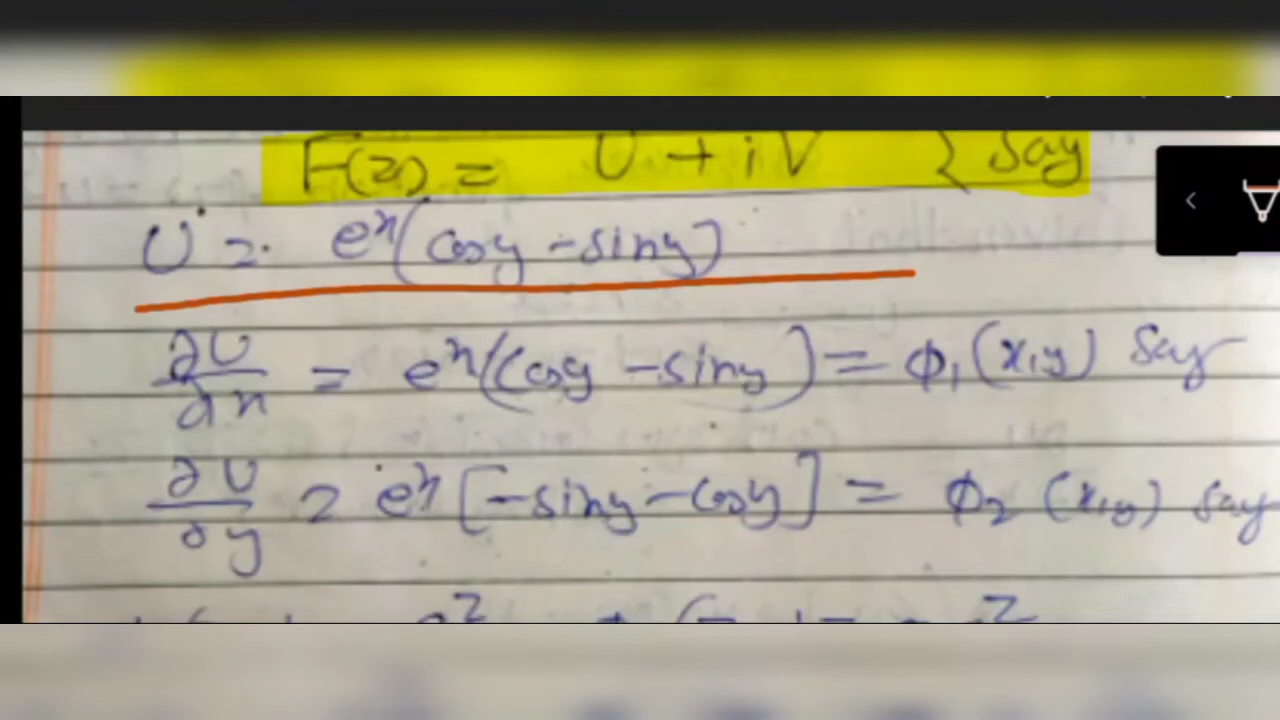 F(z) = U + iV } Say
U = e^x (cosy - siny)
∂U/∂x = e^x (cosy - siny) = ϕ₁ (x,y) Say
∂U/∂y = e^x [-siny - cosy] = ϕ₂ (x,y) Say